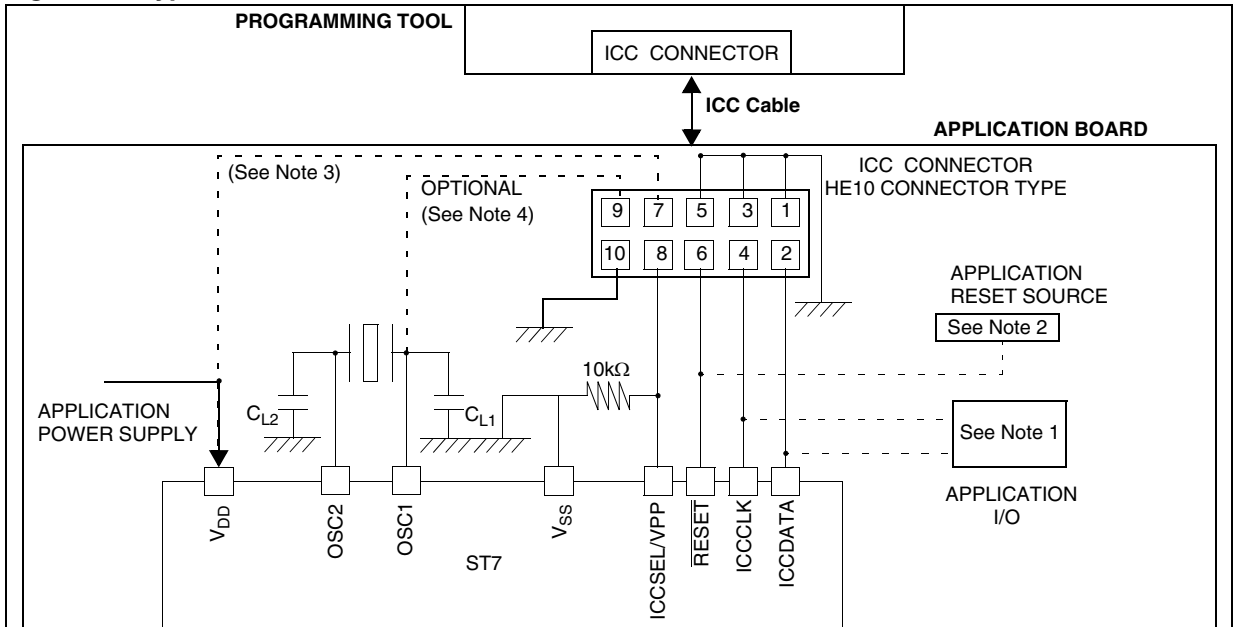 PROGRAMMING TOOL
ICC CONNECTOR
ICC Cable
APPLICATION BOARD
(See Note 3)
OPTIONAL
(See Note 4)
ICC CONNECTOR
HE10 CONNECTOR TYPE
9 7 5 3 1
10 8 6 4 2
APPLICATION
RESET SOURCE
See Note 2
10kΩ
APPLICATION
POWER SUPPLY
CL2
CL1
See Note 1
APPLICATION
I/O
VDD
OSC2
OSC1
VSS
ICCSEL/VPP
RESET
ICCCLK
ICCDATA
ST7